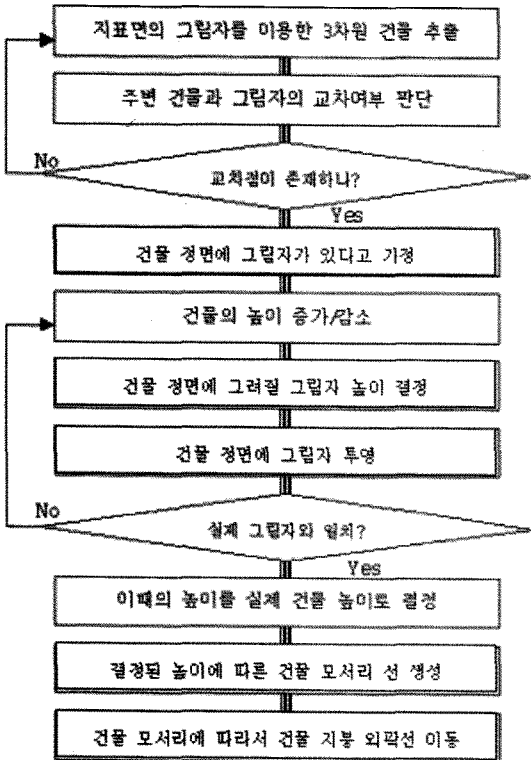 지표면의 그림자를 이용한 3차원 건물 추출
주변 건물과 그림자의 교차여부 판단
No
교차점이 존재하나?
Yes
건물 정면에 그림자가 있다고 가정
건물의 높이 증가/감소
건물 정면에 그려질 그림자 높이 결정
건물 정면에 그림자 투영
No
실제 그림자와 일치?
Yes
이때의 높이를 실제 건물 높이로 결정
결정된 높이에 따른 건물 모서리 선 생성
건물 모서리에 따라서 건물 지붕 외곽선 이동